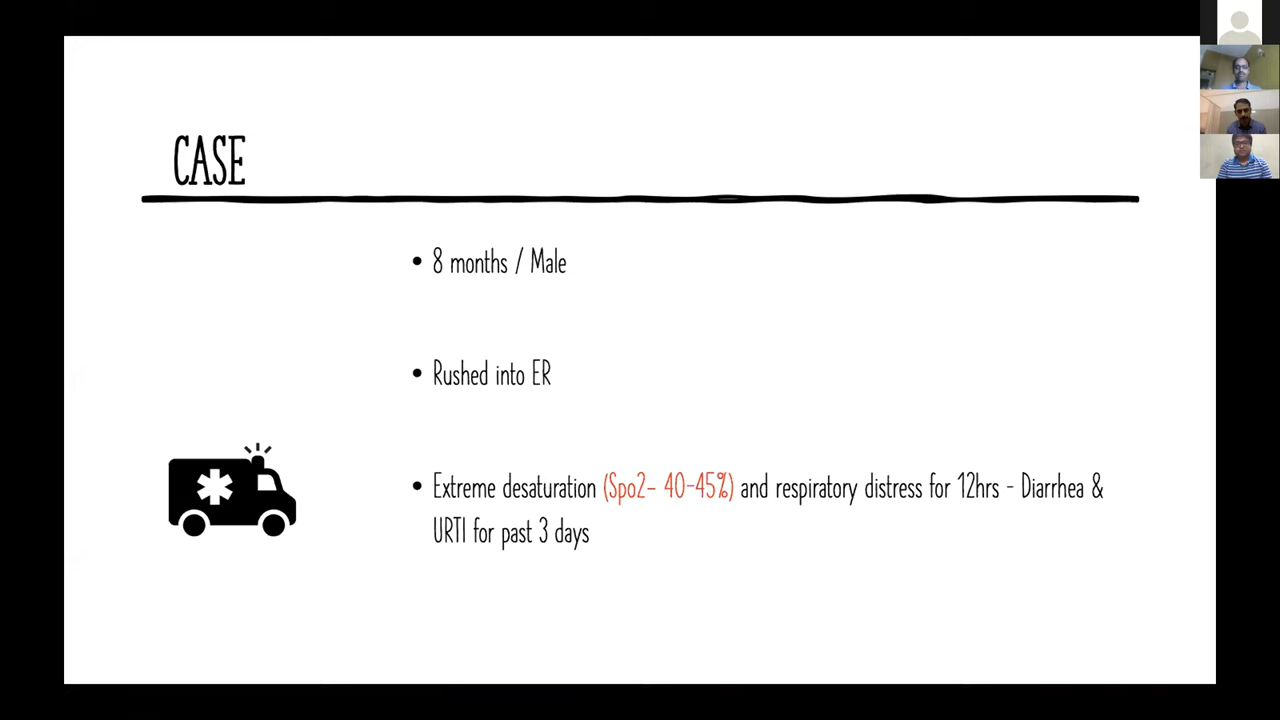 CASE
• 8 months / Male
• Rushed into ER
• Extreme desaturation (Spo2- 40-45%) and respiratory distress for 12hrs - Diarrhea &
URTI for past 3 days